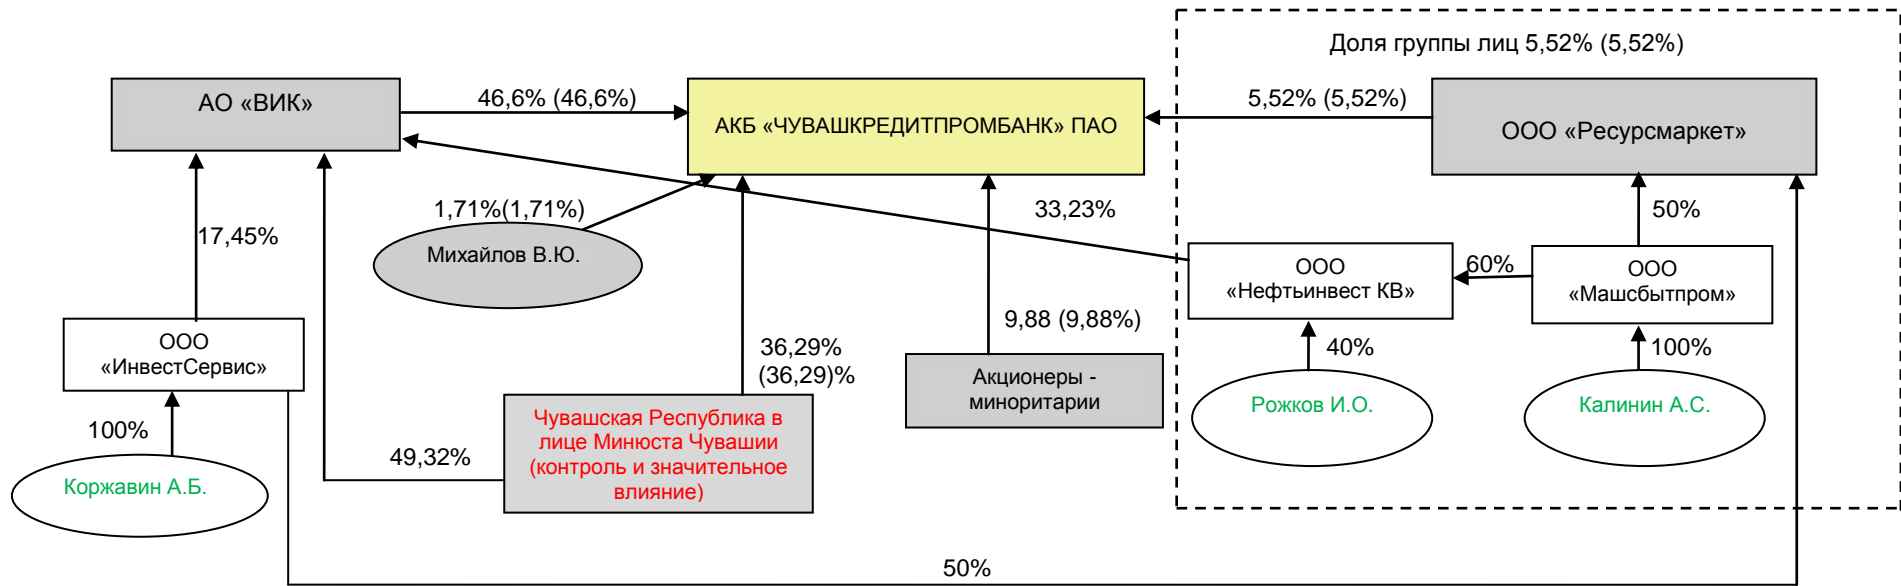 Доля группы лиц 5,52% (5,52%)
АО «ВИК»
46,6% (46,6%)
АКБ «ЧУВАШКРЕДИТПРОМБАНК» ПАО
5,52% (5,52%)
ООО «Ресурсмаркет»
1,71%(1,71%)
33,23%
50%
17,45%
Михайлов В.Ю.
ООО
«Нефтьинвест КВ»
60%
ООО
«Машсбытпром»
9,88 (9,88%)
ООО
«ИнвестСервис»
36,29%
(36,29)%
40%
100%
Акционеры -
миноритарии
Рожков И.О.
Калинин А.С.
100%
Чувашская Республика в
лице Минюста Чувашии
(контроль и значительное
влияние)
49,32%
Коржавин А.Б.
50%